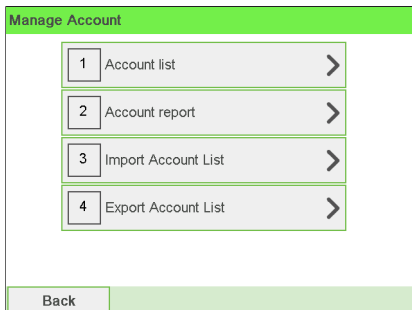 Manage Account
1 Account list
2 Account report
3 Import Account List
4 Export Account List
Back